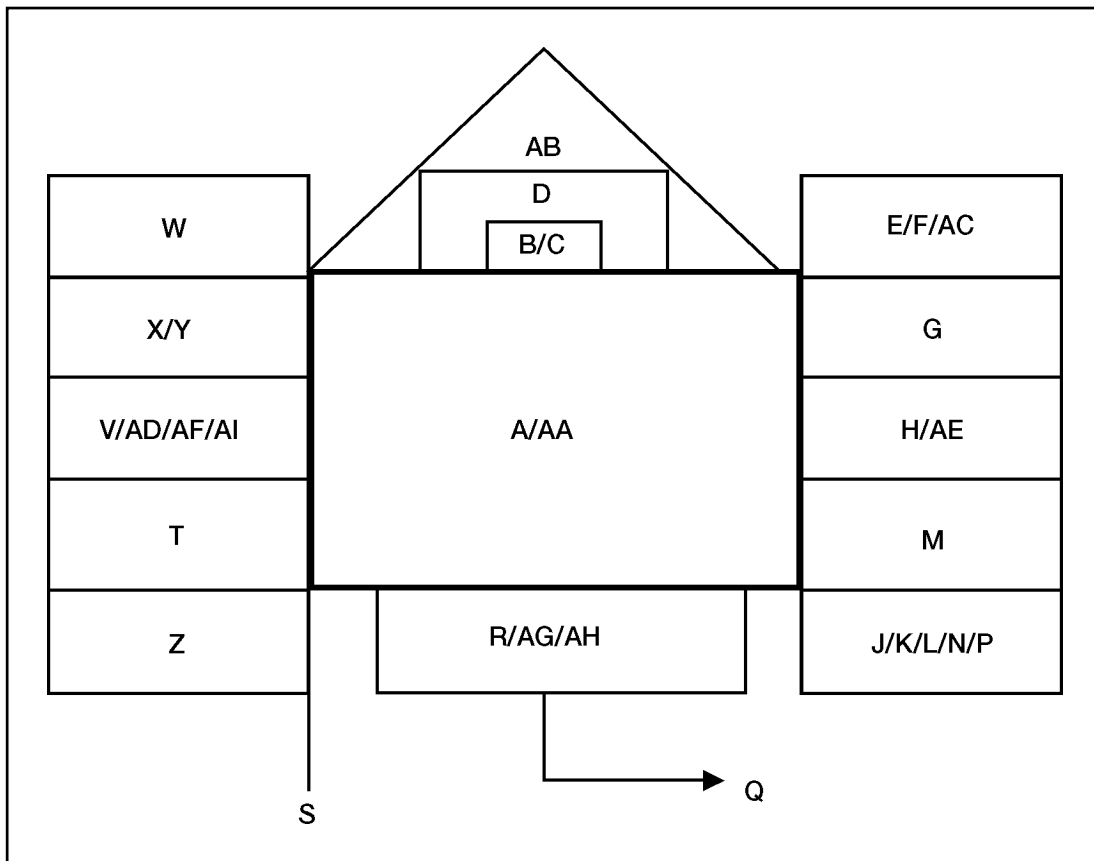 AB
D
B/C
W
E/F/AC
X/Y
G
V/AD/AF/AI
A/AA
H/AE
T
M
Z
R/AG/AH
J/K/L/N/P
Q
S